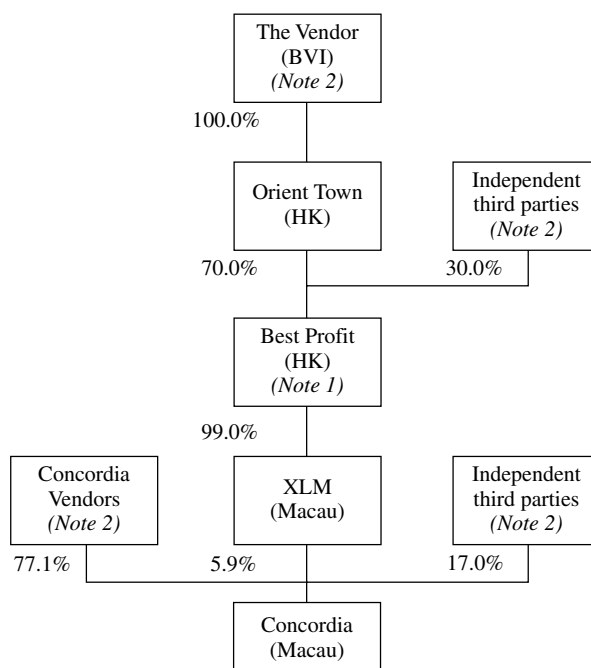 The Vendor
(BVI)
(Note 2)
100.0%
Orient Town
(HK)
Independent
third parties
(Note 2)
70.0%
30.0%
Best Profit
(HK)
(Note 1)
99.0%
Concordia
Vendors
(Note 2)
XLM
(Macau)
Independent
third parties
(Note 2)
77.1%
5.9%
17.0%
Concordia
(Macau)